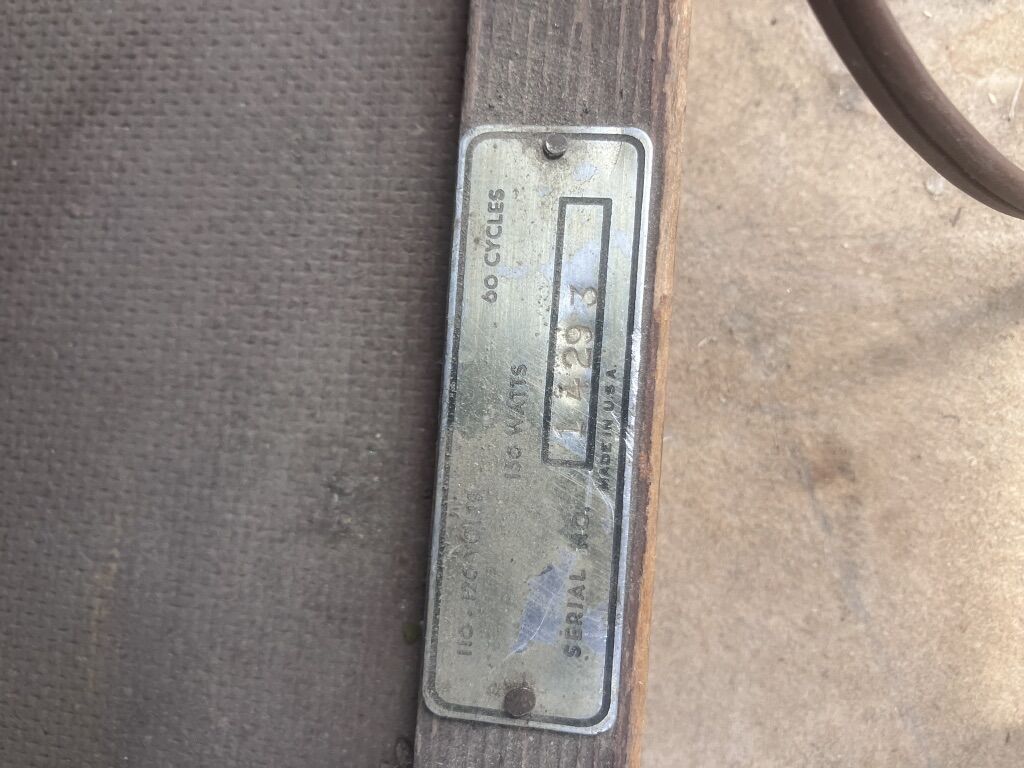 110-120 VOLTS 60 CYCLES
130 WATTS
SERIAL NO. 14293
MADE IN U.S.A.